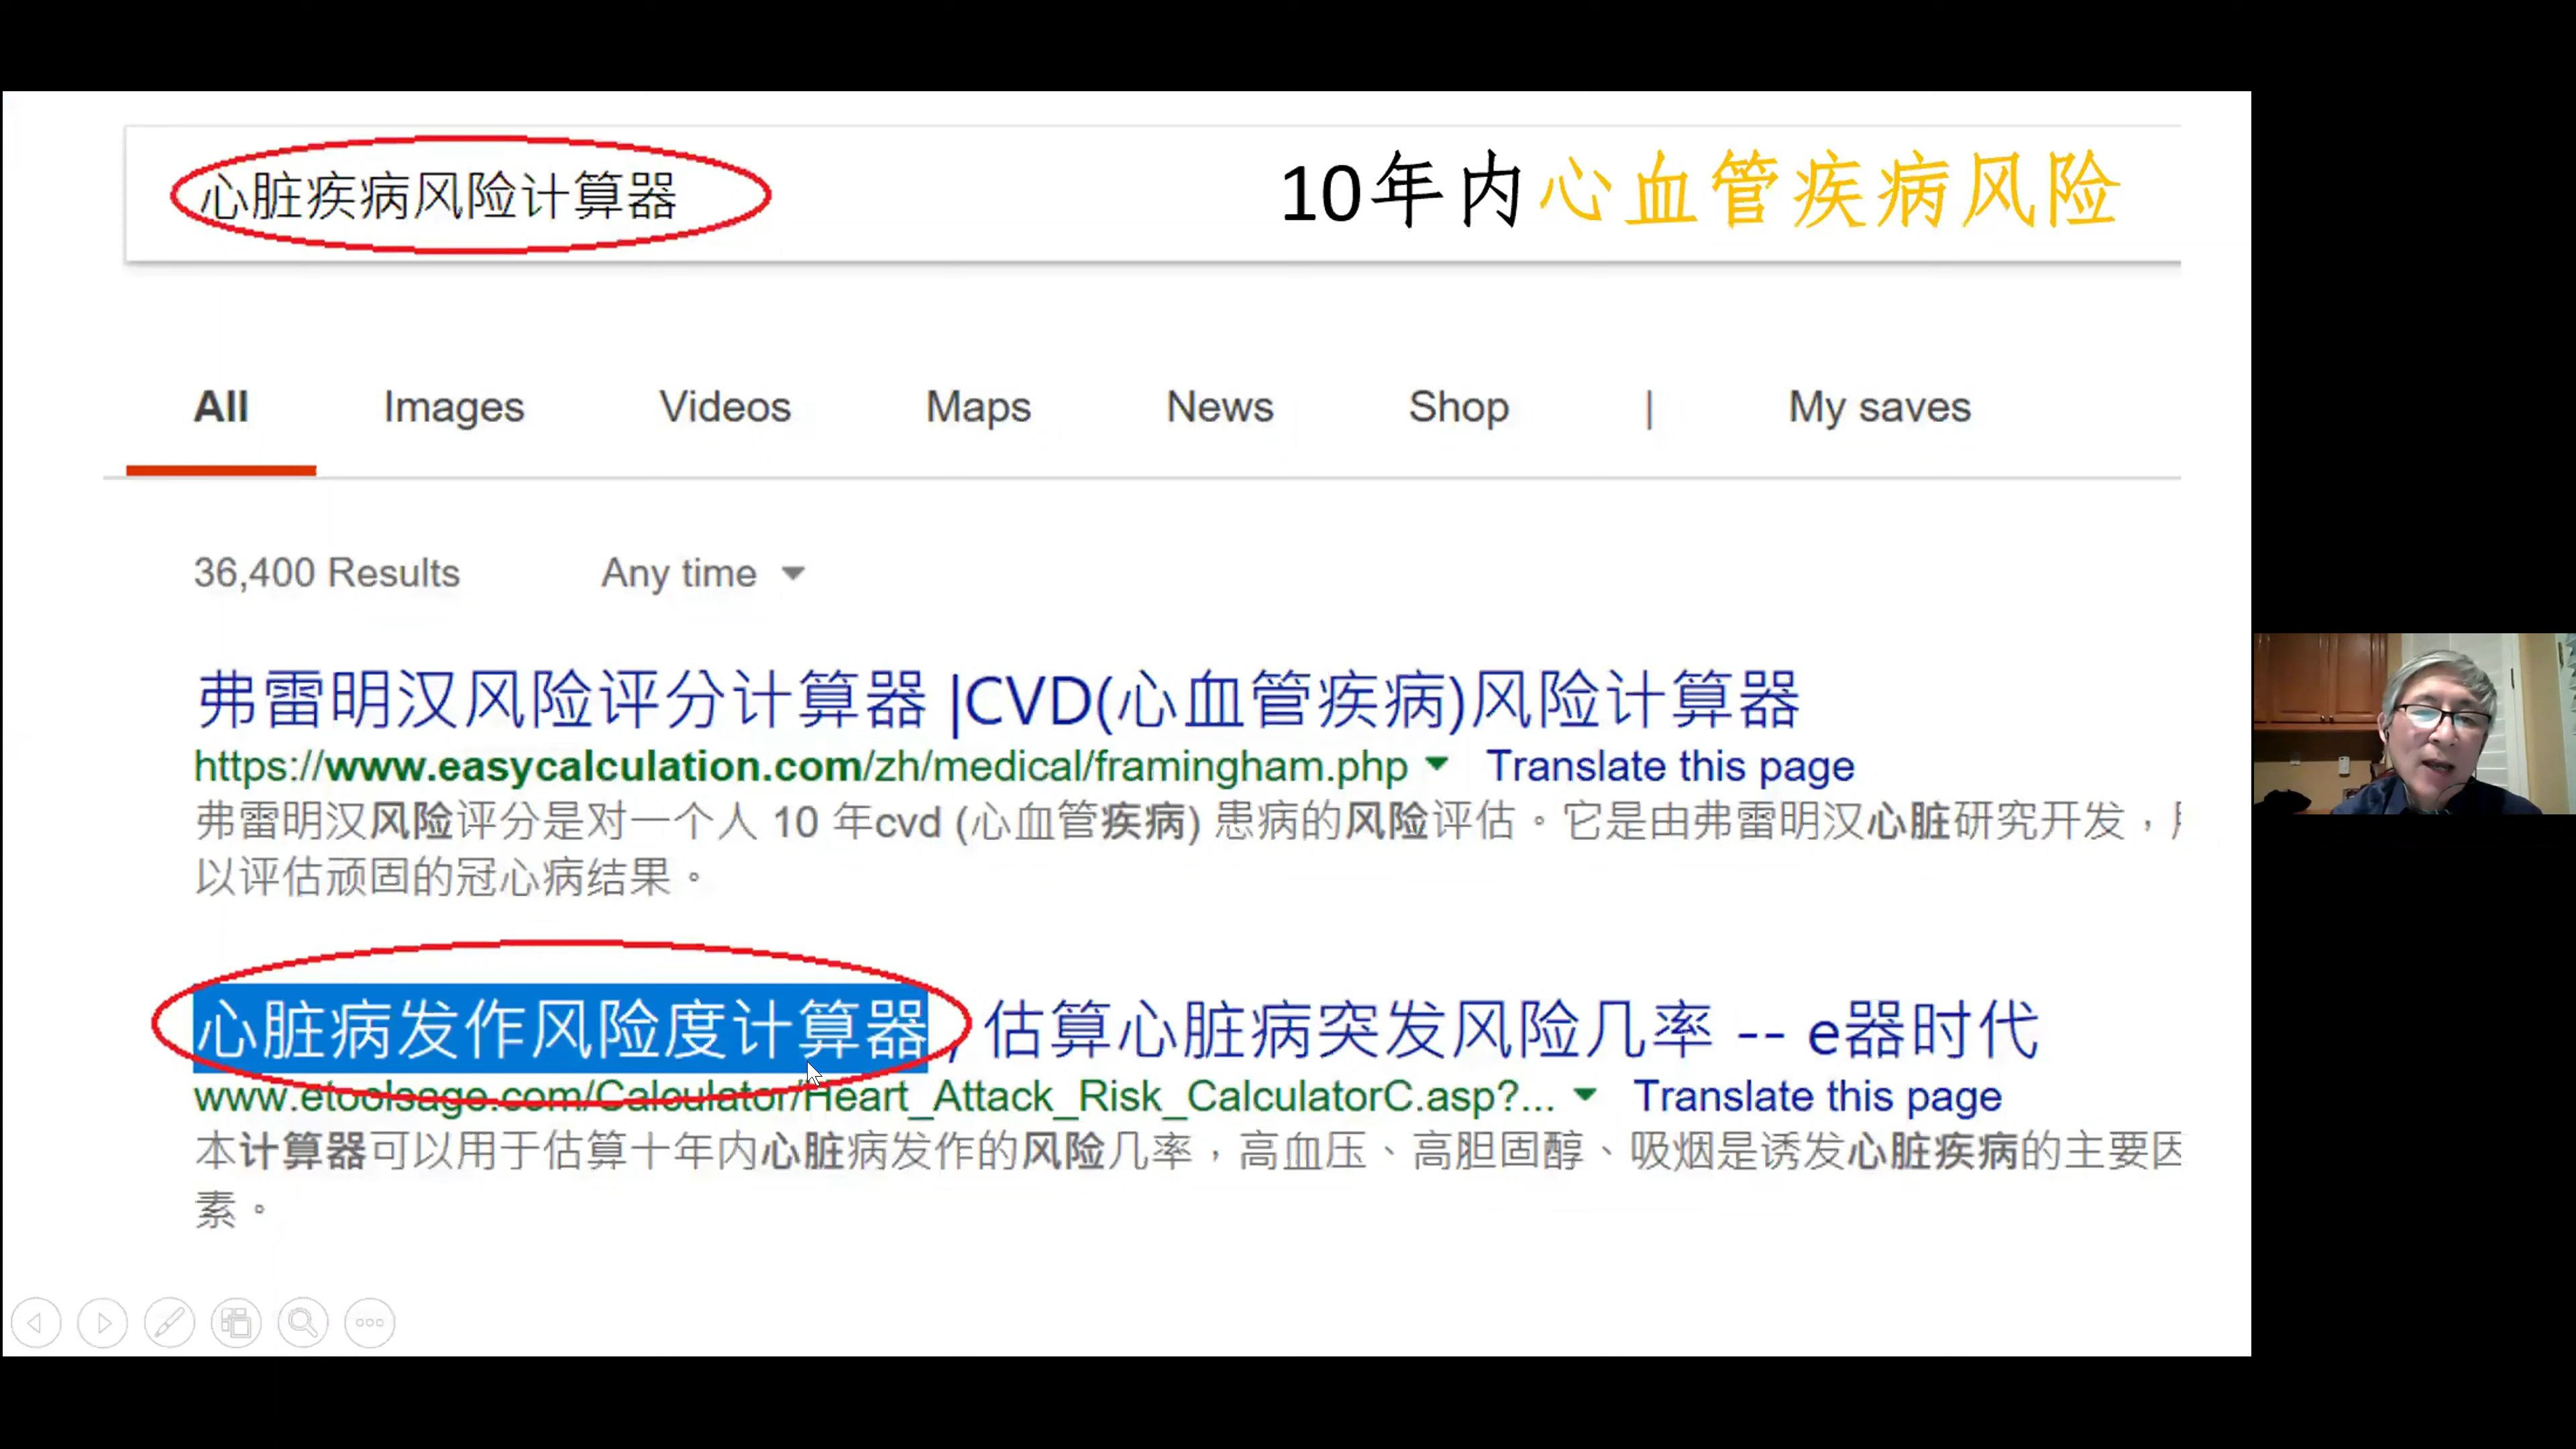 心脏疾病风险计算器
10年内心血管疾病风险
All Images Videos Maps News Shop | My saves
36,400 Results Any time
弗雷明汉风险评分计算器 |CVD(心血管疾病)风险计算器
https://www.easycalculation.com/zh/medical/framingham.php Translate this page
弗雷明汉风险评分是对一个人 10 年cvd (心血管疾病) 患病的风险评估。它是由弗雷明汉心脏研究开发，
以评估顽固的冠心病结果。
心脏病发作风险度计算器 , 估算心脏病突发风险几率 -- e器时代
www.etoolsage.com/Calculator/Heart_Attack_Risk_CalculatorC.asp?... Translate this page
本计算器可以用于估算十年内心脏病发作的风险几率，高血压、高胆固醇、吸烟是诱发心脏疾病的主要因
素。